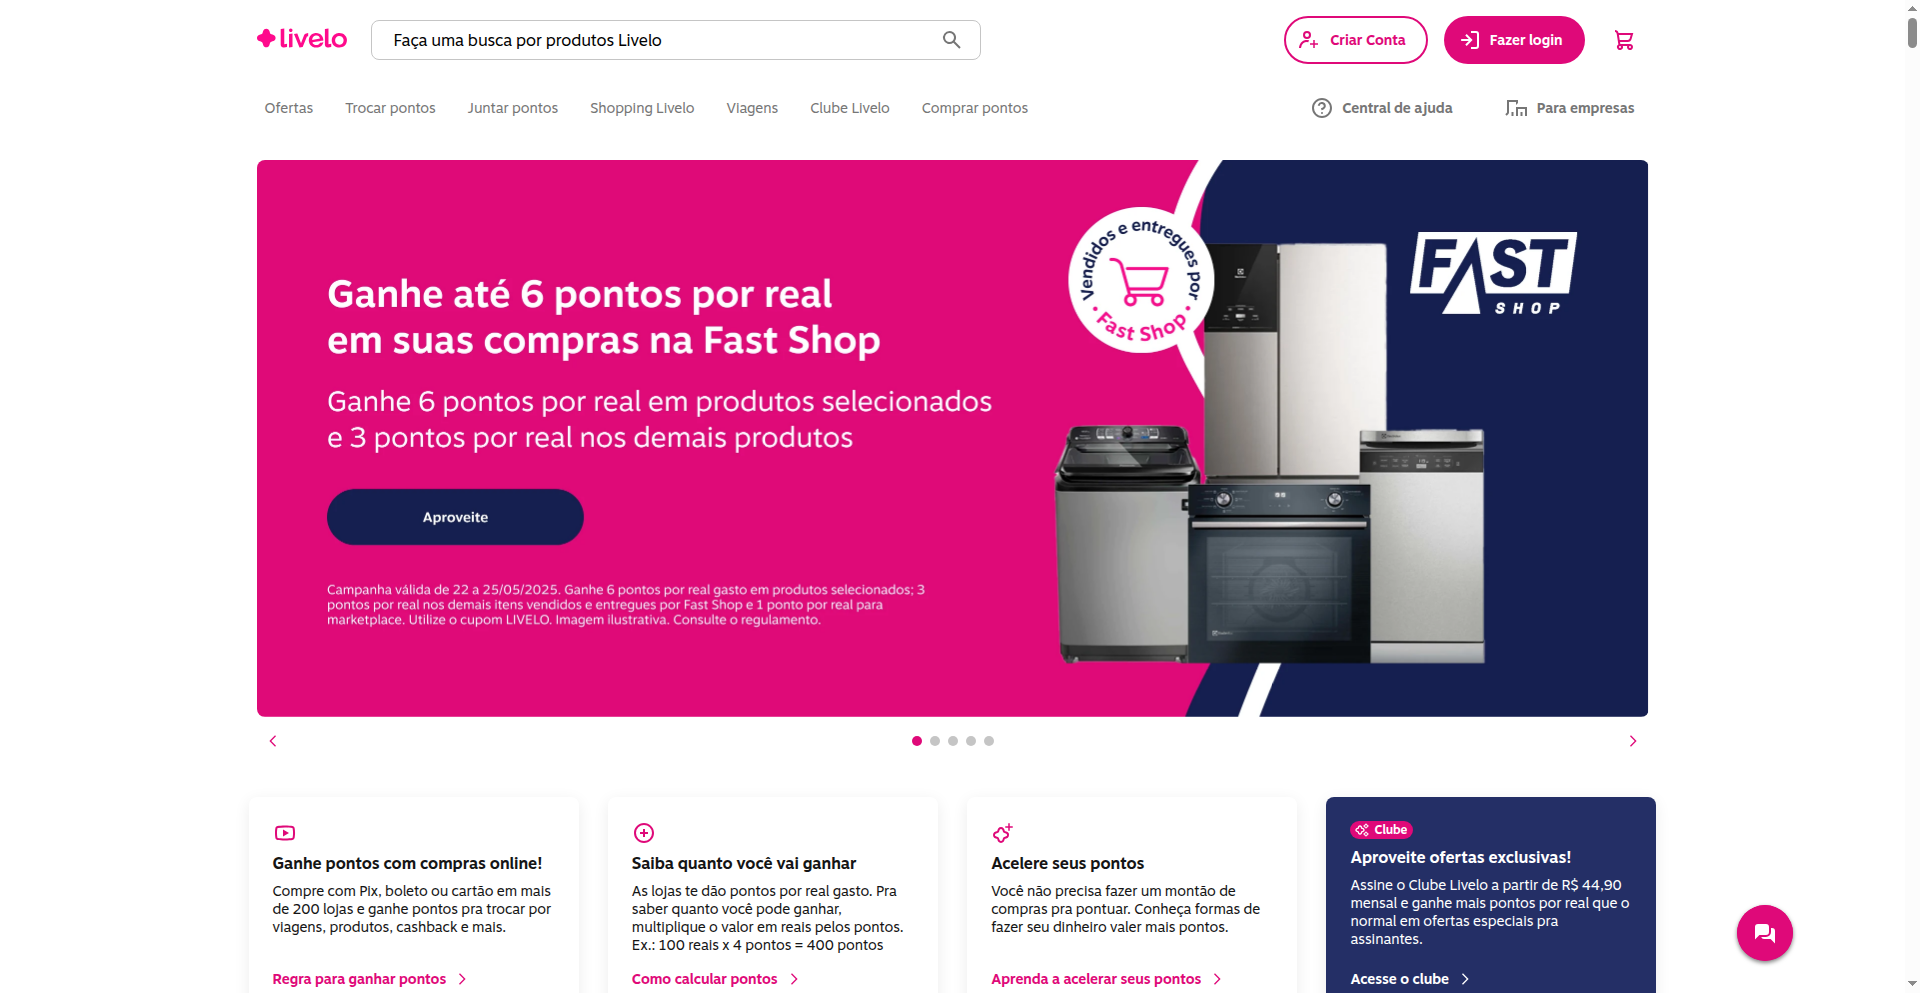 livelo
Faça uma busca por produtos Livelo
Criar Conta
Fazer login
Ofertas
Trocar pontos
Juntar pontos
Shopping Livelo
Viagens
Clube Livelo
Comprar pontos
Central de ajuda
Para empresas
Ganhe até 6 pontos por real
em suas compras na Fast Shop
Ganhe 6 pontos por real em produtos selecionados
e 3 pontos por real nos demais produtos
Aproveite
Campanha válida de 22 a 25/05/2025. Ganhe 6 pontos por real gasto em produtos selecionados; 3
pontos por real nos demais itens vendidos e entregues por Fast Shop e 1 ponto por real para
marketplace. Utilize o cupom LIVELO. Imagem ilustrativa. Consulte o regulamento.
Vendidos e entregues por
• Fast Shop •
FAST
SHOP
Ganhe pontos com compras online!
Compre com Pix, boleto ou cartão em mais
de 200 lojas e ganhe pontos pra trocar por
viagens, produtos, cashback e mais.
Regra para ganhar pontos
Saiba quanto você vai ganhar
As lojas te dão pontos por real gasto. Pra
saber quanto você pode ganhar,
multiplique o valor em reais pelos pontos.
Ex.: 100 reais x 4 pontos = 400 pontos
Como calcular pontos
Acelere seus pontos
Você não precisa fazer um montão de
compras pra pontuar. Conheça formas de
fazer seu dinheiro valer mais pontos.
Aprenda a acelerar seus pontos
Clube
Aproveite ofertas exclusivas!
Assine o Clube Livelo a partir de R$ 44,90
mensal e ganhe mais pontos por real que o
normal em ofertas especiais pra
assinantes.
Acesse o clube